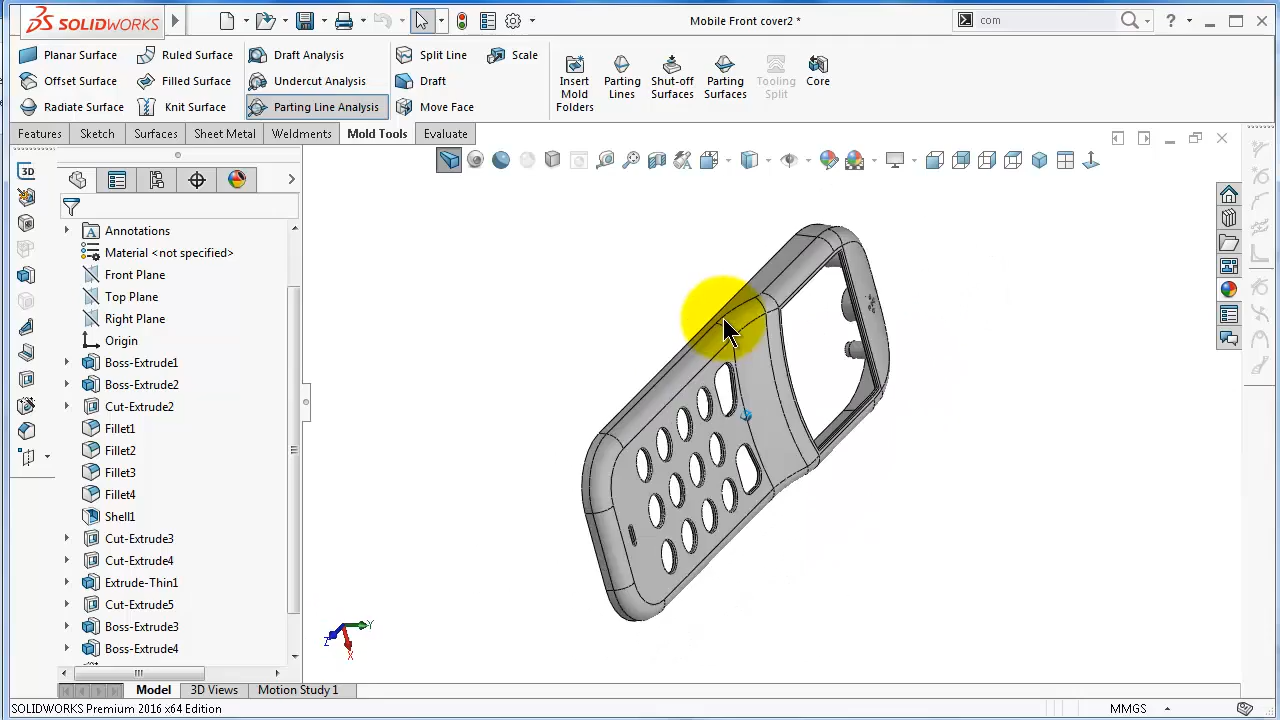 SOLIDWORKS
Mobile Front cover2 *
com
Planar Surface
Ruled Surface
Draft Analysis
Split Line
Scale
Offset Surface
Filled Surface
Undercut Analysis
Draft
Radiate Surface
Knit Surface
Parting Line Analysis
Move Face
Insert
Mold
Folders
Parting
Lines
Shut-off
Surfaces
Parting
Surfaces
Tooling
Split
Core
Features
Sketch
Surfaces
Sheet Metal
Weldments
Mold Tools
Evaluate
3D
Annotations
Material <not specified>
Front Plane
Top Plane
Right Plane
Origin
Boss-Extrude1
Boss-Extrude2
Cut-Extrude2
Fillet1
Fillet2
Fillet3
Fillet4
Shell1
Cut-Extrude3
Cut-Extrude4
Extrude-Thin1
Cut-Extrude5
Boss-Extrude3
Boss-Extrude4
Z
Y
X
Model
3D Views
Motion Study 1
SOLIDWORKS Premium 2016 x64 Edition
MMGS